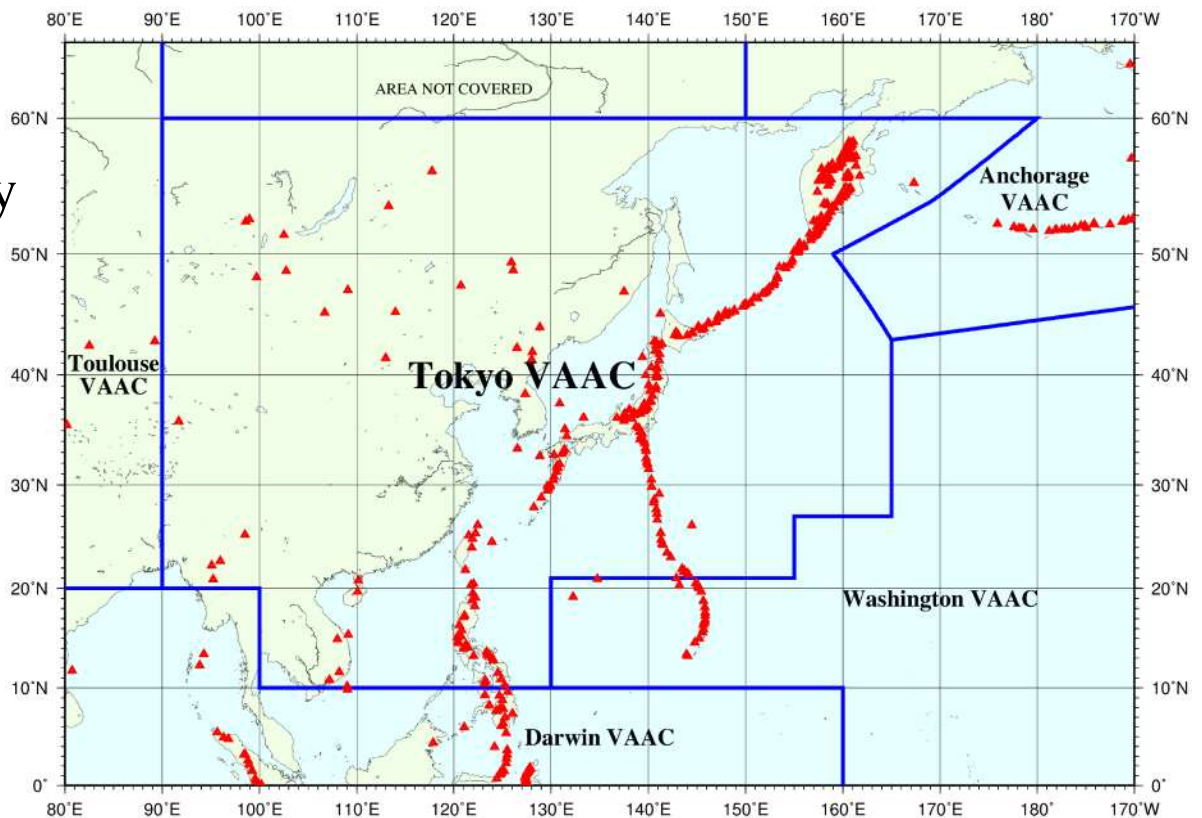 80°E 90°E 100°E 110°E 120°E 130°E 140°E 150°E 160°E 170°E 180° 170°W
AREA NOT COVERED
60°N 60°N
y
Anchorage
VAAC
50°N 50°N
Toulouse
VAAC
Tokyo VAAC
40°N 40°N
30°N 30°N
20°N 20°N
Washington VAAC
10°N 10°N
Darwin VAAC
0° 0°
80°E 90°E 100°E 110°E 120°E 130°E 140°E 150°E 160°E 170°E 180° 170°W